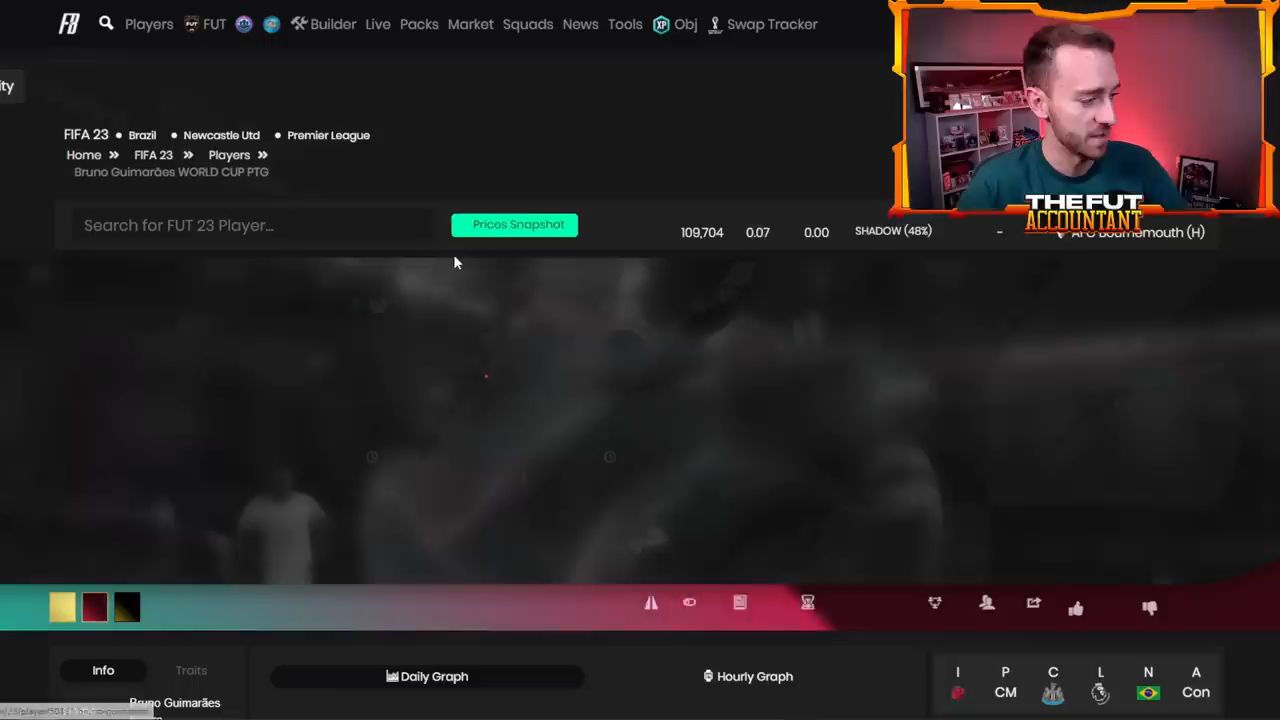 Players FUT Builder Live Packs Market Squads News Tools Obj Swap Tracker
ity
FIFA 23 • Brazil • Newcastle Utd • Premier League
Home » FIFA 23 » Players »
Bruno Guimarães WORLD CUP PTG
Search for FUT 23 Player...
Prices Snapshot
109,704 0.07 0.00 SHADOW (48%) - AFC Bournemouth (H)
THE FUT
ACCOUNTANT
Info Traits
Daily Graph Hourly Graph
I P C L N A
CM Con
Bruno Guimarães